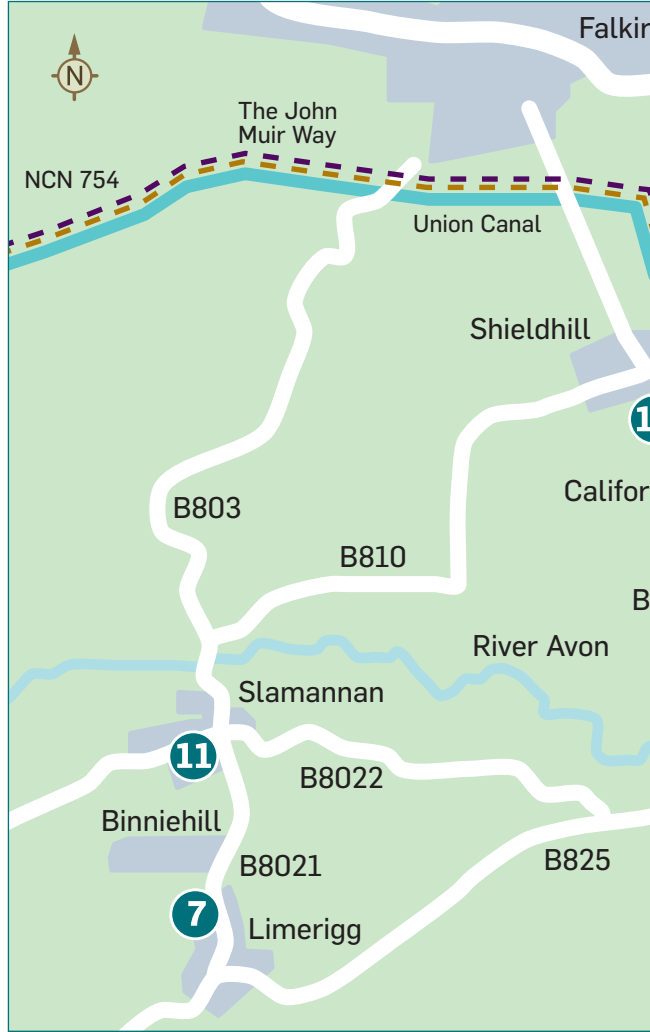 Falkir
N
The John
Muir Way
NCN 754
Union Canal
Shieldhill
1
Califor
B803
B810
B
River Avon
Slamannan
11
B8022
Binniehill
B825
B8021
7
Limerigg